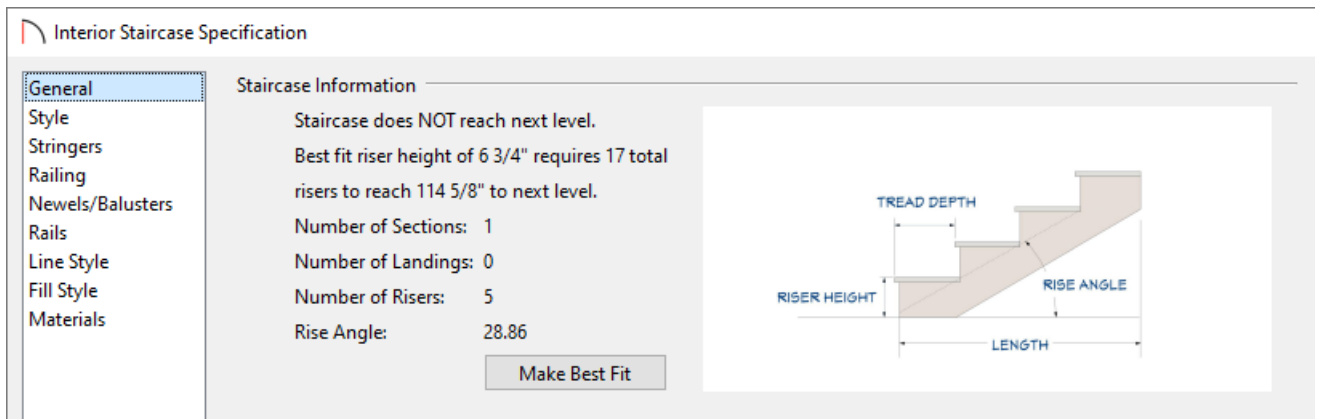 Interior Staircase Specification
General
Style
Stringers
Railing
Newels/Balusters
Rails
Line Style
Fill Style
Materials
Staircase Information
Staircase does NOT reach next level.
Best fit riser height of 6 3/4" requires 17 total
risers to reach 114 5/8" to next level.
Number of Sections: 1
Number of Landings: 0
Number of Risers: 5
Rise Angle: 28.86
Make Best Fit
TREAD DEPTH
RISER HEIGHT
RISE ANGLE
LENGTH